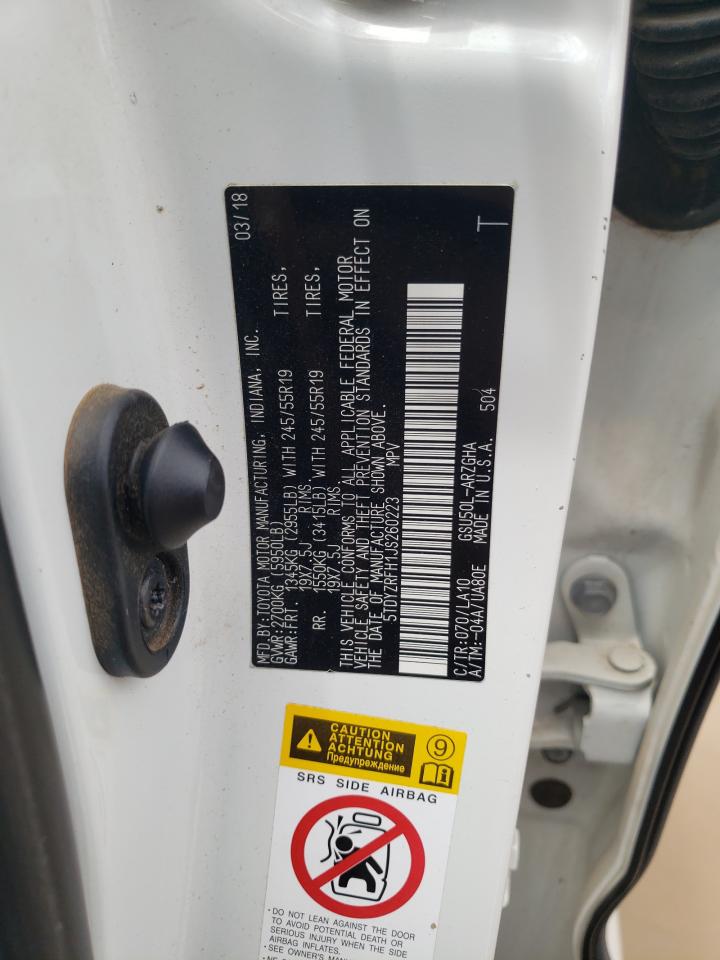 MFD.BY:TOYOTA MOTOR MANUFACTURING, INDIANA, INC. 03/18
GVWR:2700KG (5950LB)
GAWR:FRT. 1345KG (2955LB) WITH 245/55R19 TIRES,
19X7.5J RIMS
RR. 1550KG (3415LB) WITH 245/55R19 TIRES,
19X7.5J RIMS
THIS VEHICLE CONFORMS TO ALL APPLICABLE FEDERAL MOTOR
VEHICLE SAFETY AND THEFT PREVENTION STANDARDS IN EFFECT ON
THE DATE OF MANUFACTURE SHOWN ABOVE.
5TDYZRFH1JS260223 MPV
C/TR:070/LA10 GSU50L-ARZGHA T
A/TM:-04A/UA80E MADE IN U.S.A. 504
CAUTION
ATTENTION
ACHTUNG
Предупреждение
9
i
SRS SIDE AIRBAG
· DO NOT LEAN AGAINST THE DOOR
TO AVOID POTENTIAL DEATH OR
SERIOUS INJURY WHEN THE SIDE
AIRBAG INFLATES.
· SEE OWNER'S